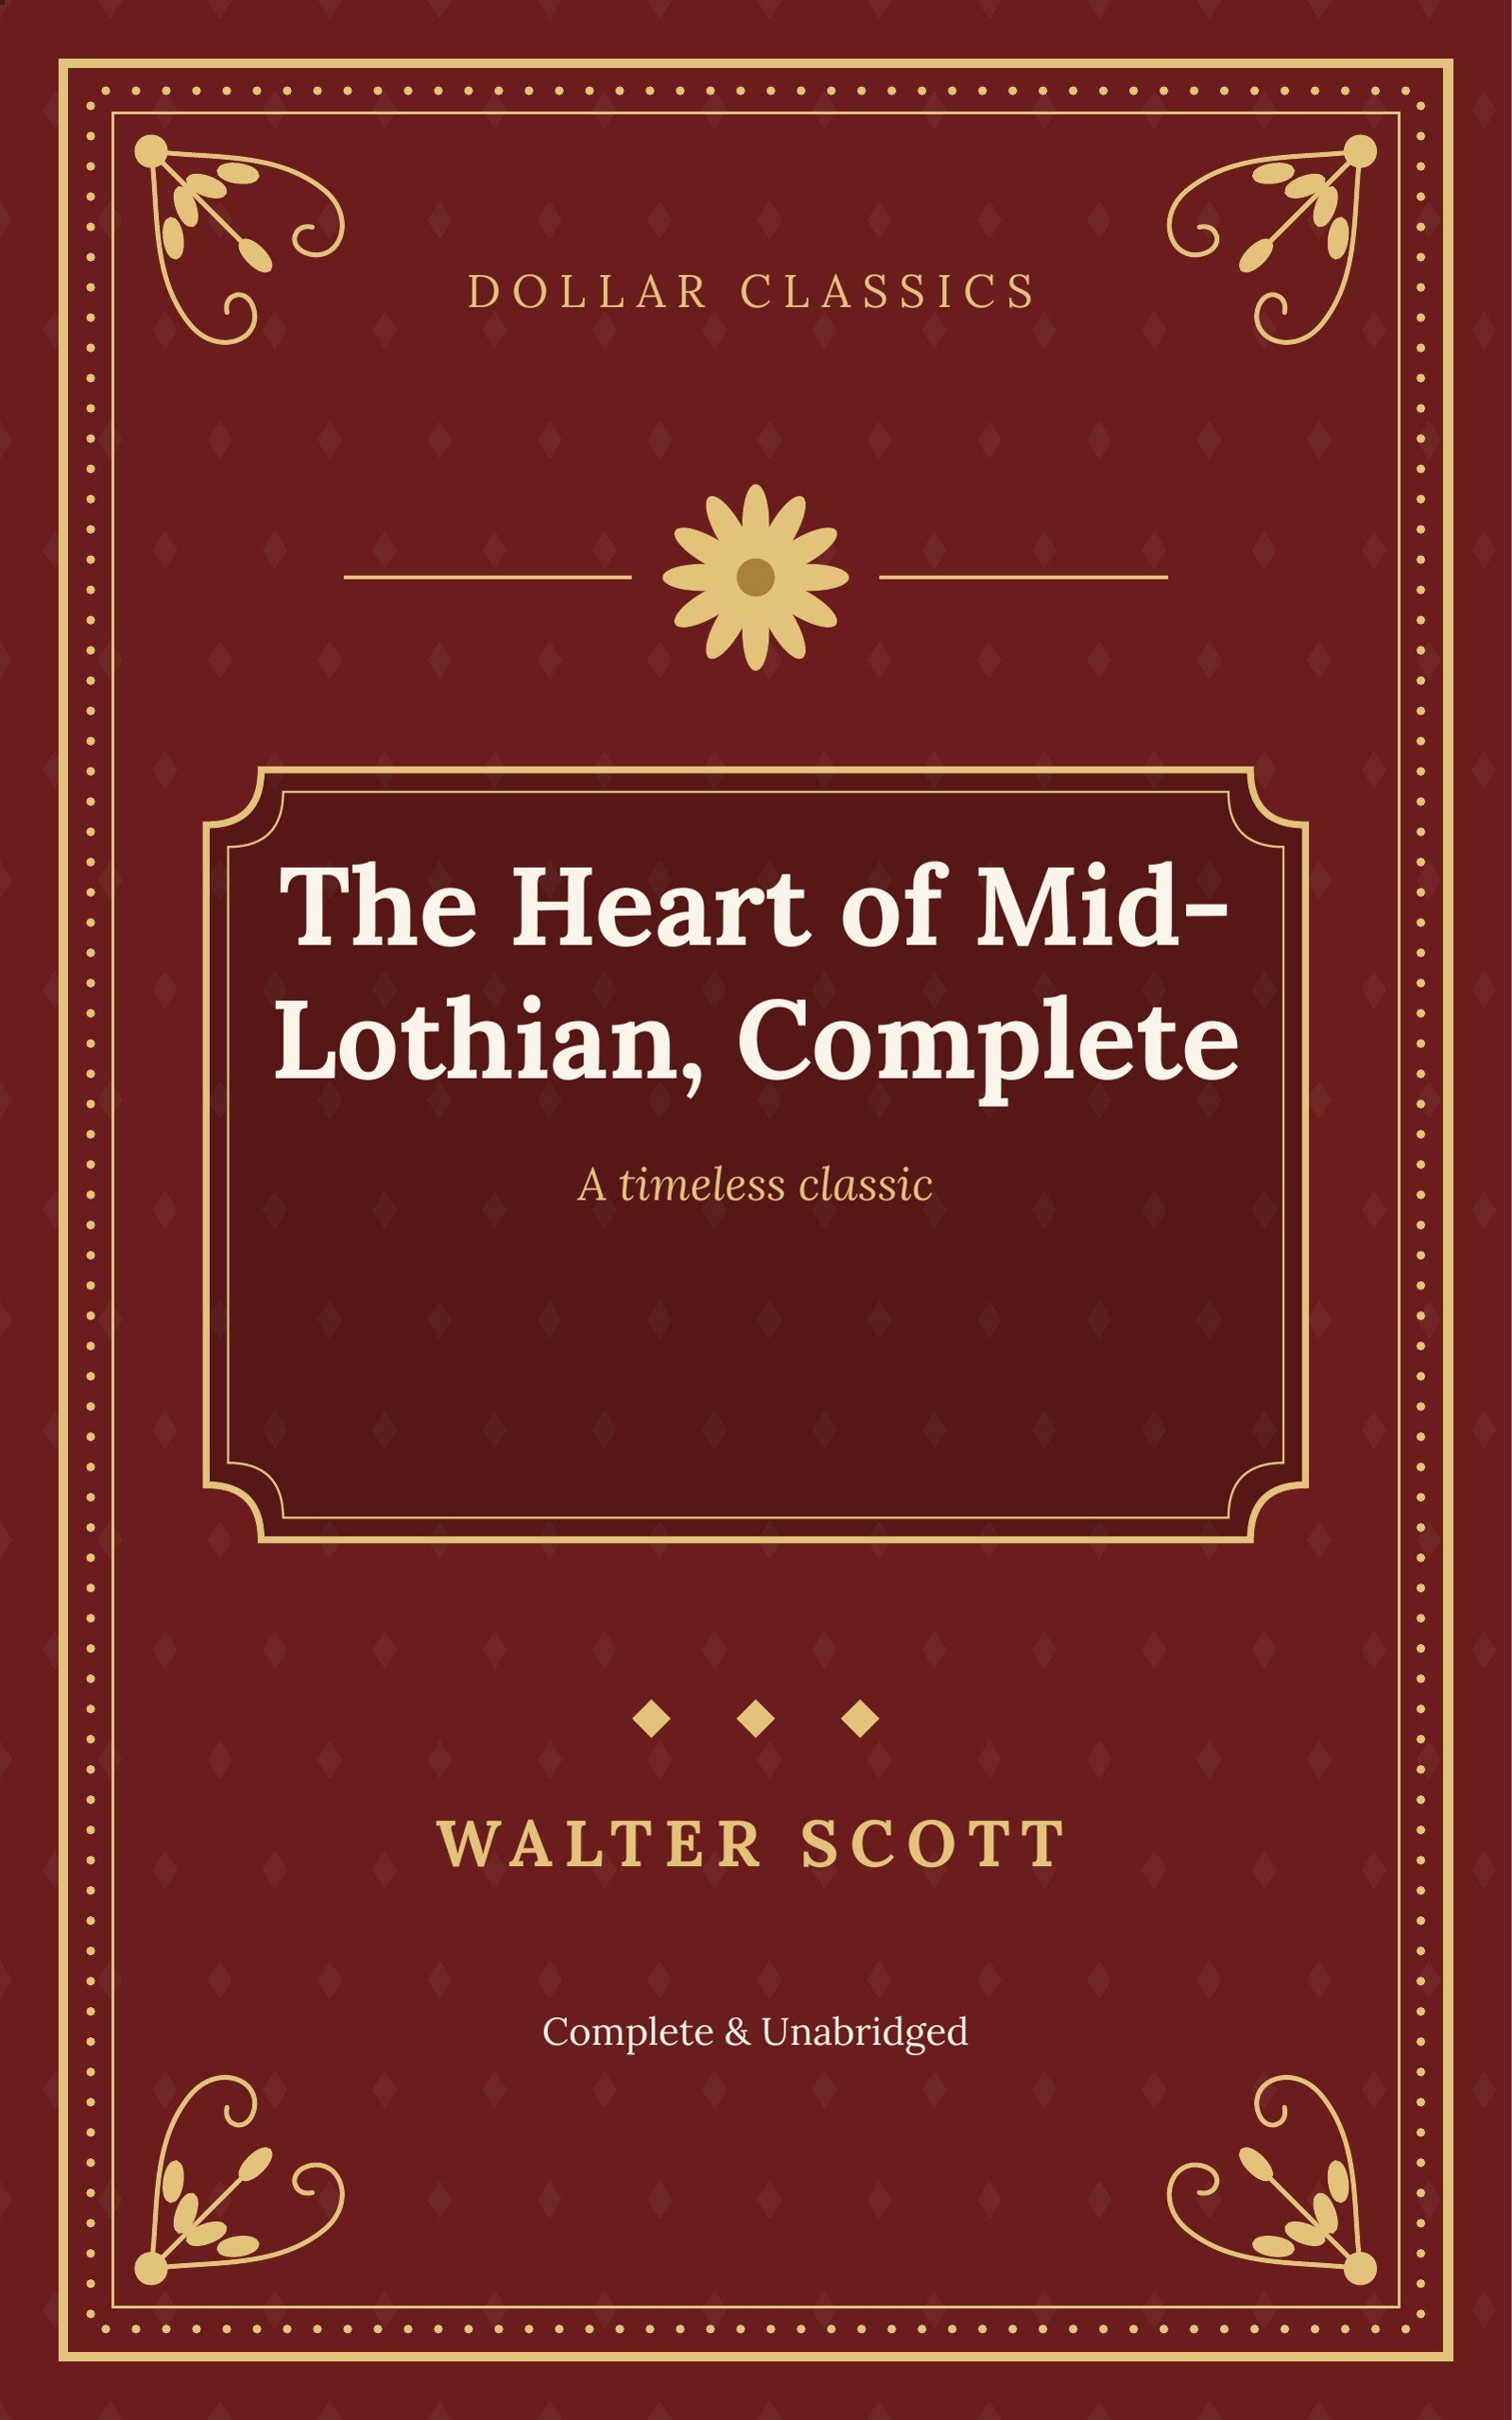 DOLLAR CLASSICS
The Heart of Mid-
Lothian, Complete
A timeless classic
WALTER SCOTT
Complete & Unabridged